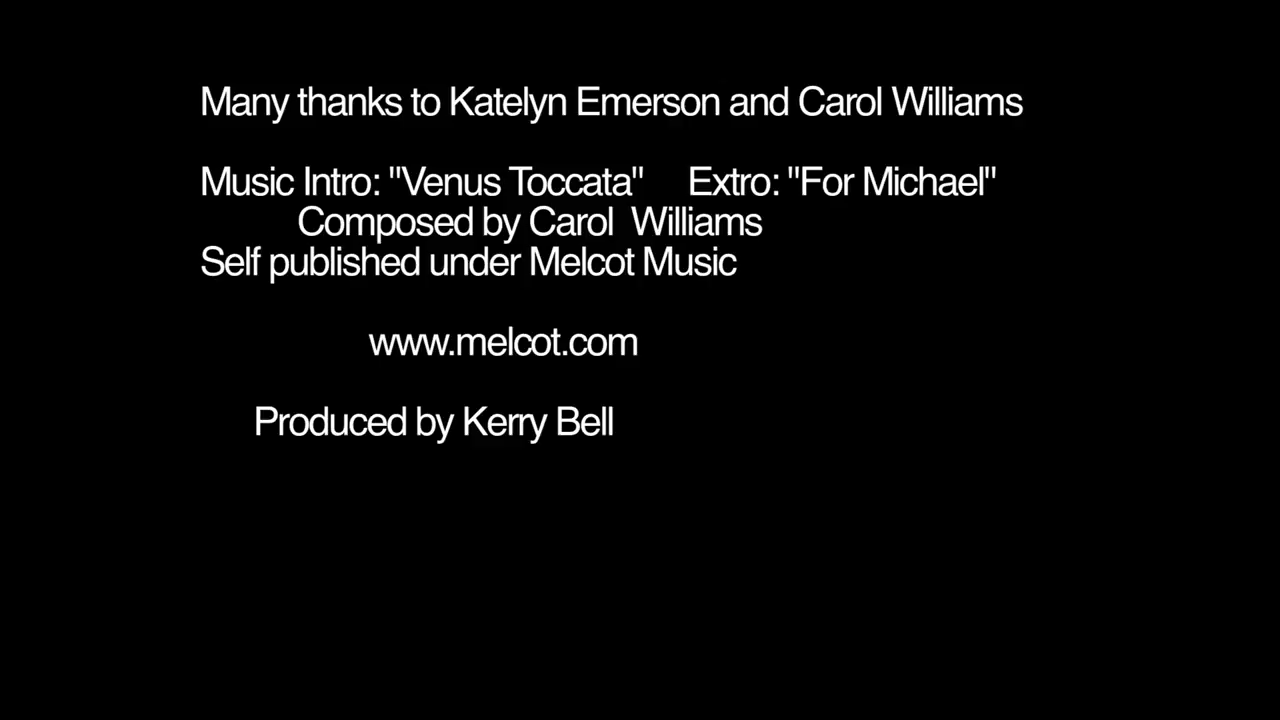 Many thanks to Katelyn Emerson and Carol Williams
Music Intro: "Venus Toccata" Extro: "For Michael"
Composed by Carol Williams
Self published under Melcot Music
www.melcot.com
Produced by Kerry Bell